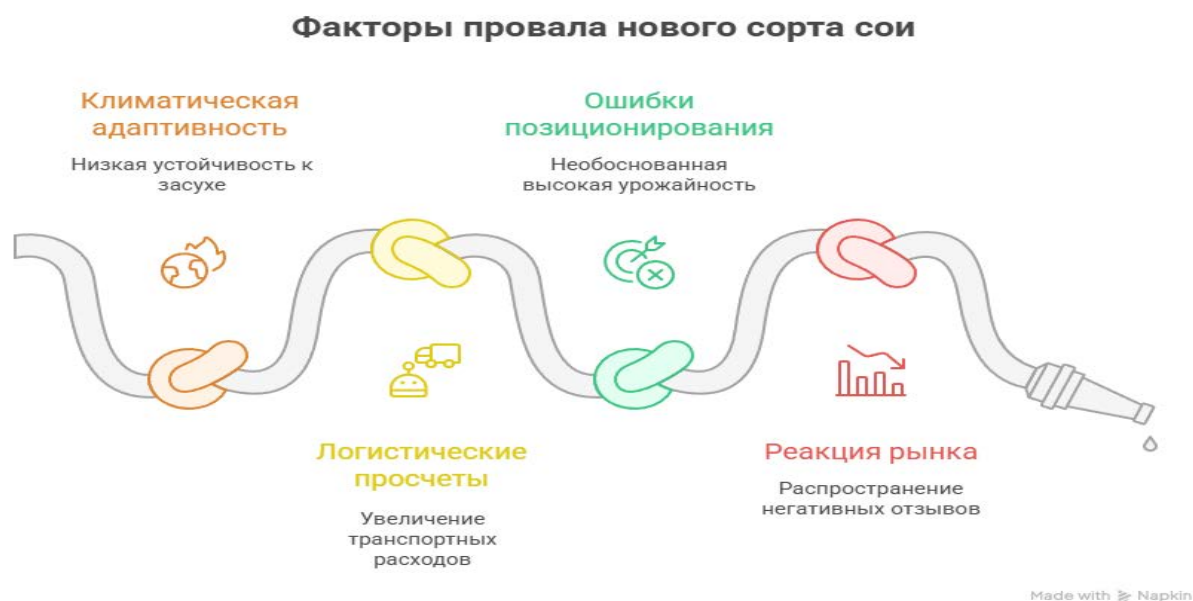 Факторы провала нового сорта сои
Климатическая
адаптивность
Низкая устойчивость к
засухе
Ошибки
позиционирования
Необоснованная
высокая урожайность
Логистические
просчеты
Увеличение
транспортных
расходов
Реакция рынка
Распространение
негативных отзывов
Made with Napkin